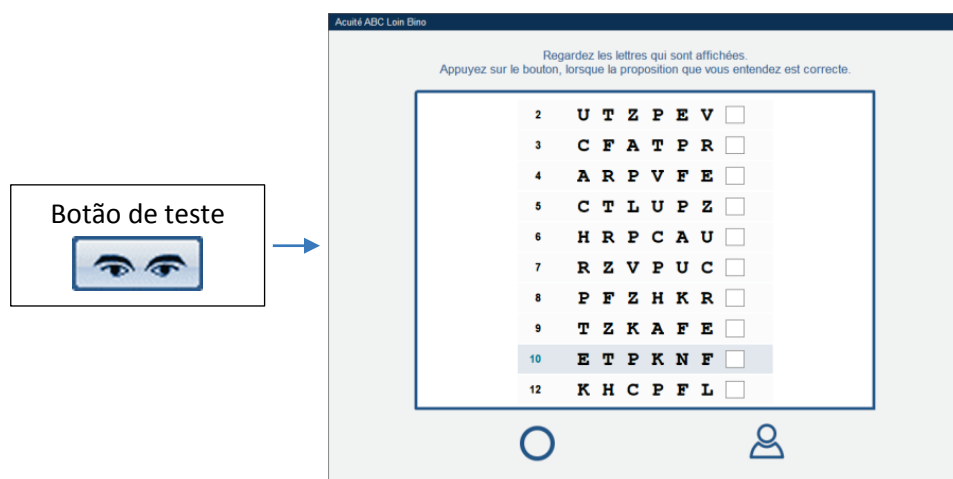 Acuité ABC Loin Bino
Regardez les lettres qui sont affichées.
Appuyez sur le bouton, lorsque la proposition que vous entendez est correcte.
Botão de teste
2 U T Z P E V
3 C F A T P R
4 A R P V F E
5 C T L U P Z
6 H R P C A U
7 R Z V P U C
8 P F Z H K R
9 T Z K A F E
10 E T P K N F
12 K H C P F L